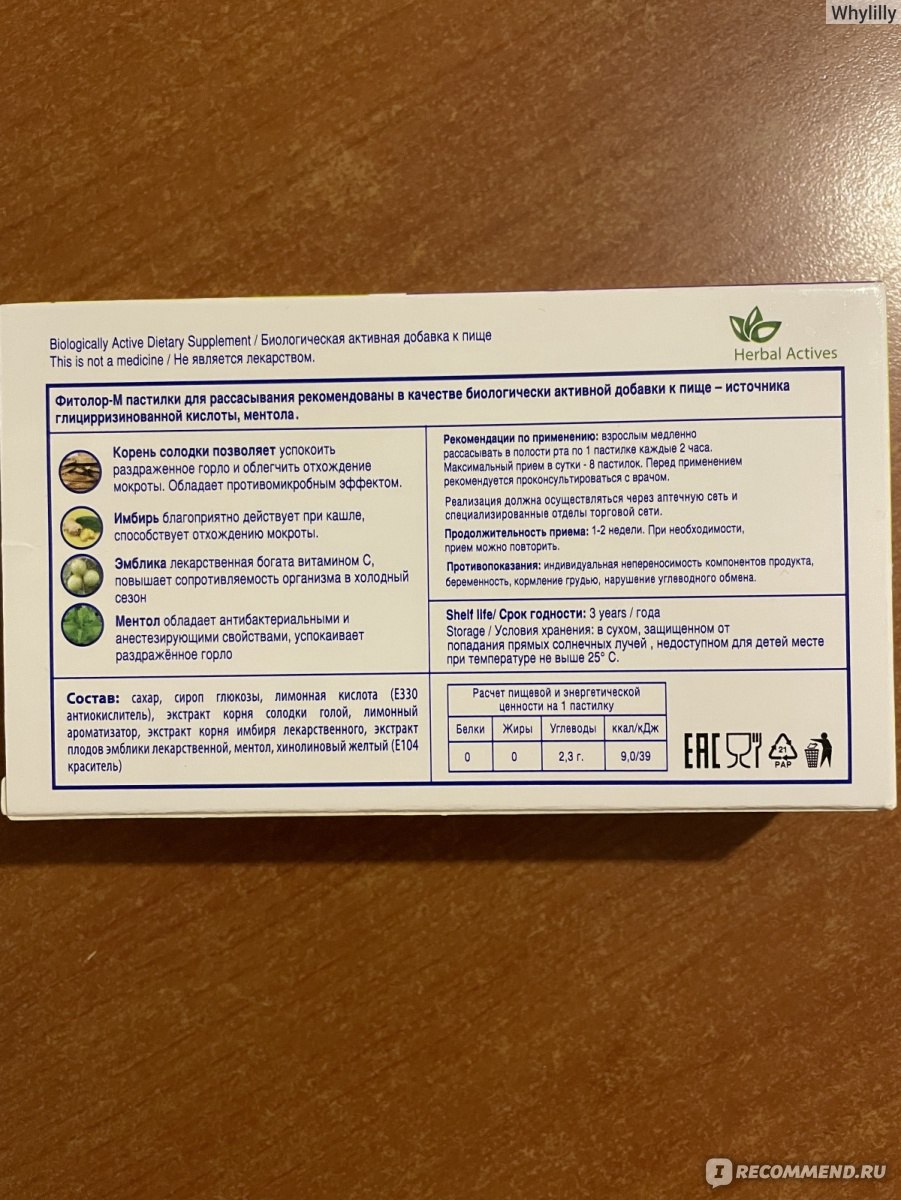 Whylilly
Biologically Active Dietary Supplement / Биологическая активная добавка к пище
This is not a medicine / Не является лекарством.
Herbal Actives
Фитолор-М пастилки для рассасывания рекомендованы в качестве биологически активной добавки к пище – источника
глицирризинованной кислоты, ментола.
Корень солодки позволяет успокоить
раздраженное горло и облегчить отхождение
мокроты. Обладает противомикробным эффектом.
Имбирь благоприятно действует при кашле,
способствует отхождению мокроты.
Эмблика лекарственная богата витамином С,
повышает сопротивляемость организма в холодный
сезон
Ментол обладает антибактериальными и
анестезирующими свойствами, успокаивает
раздражённое горло
Рекомендации по применению: взрослым медленно
рассасывать в полости рта по 1 пастилке каждые 2 часа.
Максимальный прием в сутки - 8 пастилок. Перед применением
рекомендуется проконсультироваться с врачом.
Реализация должна осуществляться через аптечную сеть и
специализированные отделы торговой сети.
Продолжительность приема: 1-2 недели. При необходимости,
прием можно повторить.
Противопоказания: индивидуальная непереносимость компонентов продукта,
беременность, кормление грудью, нарушение углеводного обмена.
Shelf life/ Срок годности: 3 years / года
Storage / Условия хранения: в сухом, защищенном от
попадания прямых солнечных лучей , недоступном для детей месте
при температуре не выше 25° С.
Состав: сахар, сироп глюкозы, лимонная кислота (Е330
антиокислитель), экстракт корня солодки голой, лимонный
ароматизатор, экстракт корня имбиря лекарственного, экстракт
плодов эмблики лекарственной, ментол, хинолиновый желтый (Е104
краситель)
Расчет пищевой и энергетической
ценности на 1 пастилку
Белки Жиры Углеводы ккал/кДж
0 0 2,3 г. 9,0/39
EAC
21
PAP
IRECOMMEND.RU